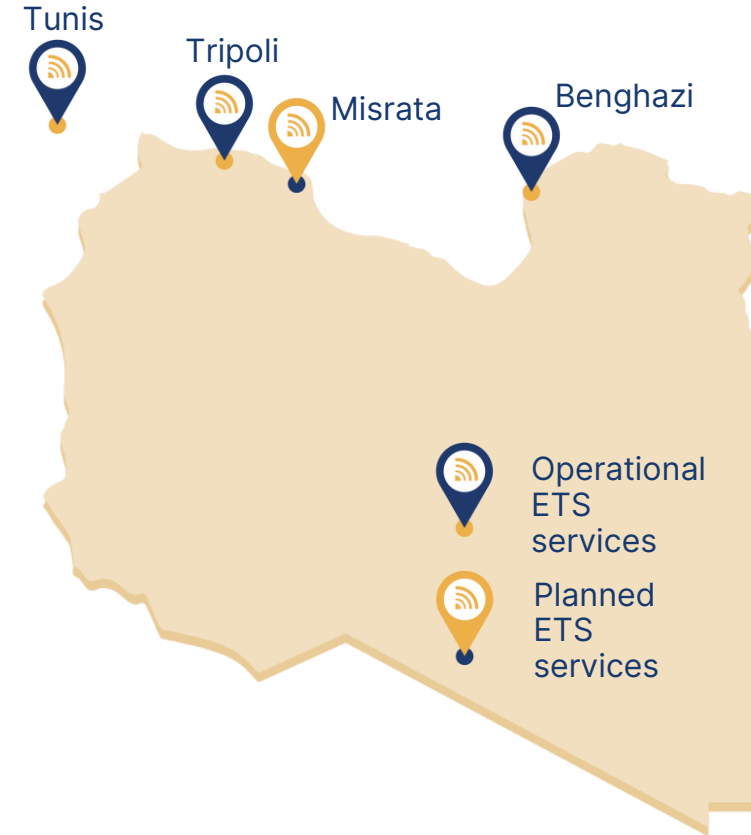 Tunis
Tripoli
Misrata
Benghazi
Operational
ETS
services
Planned
ETS
services